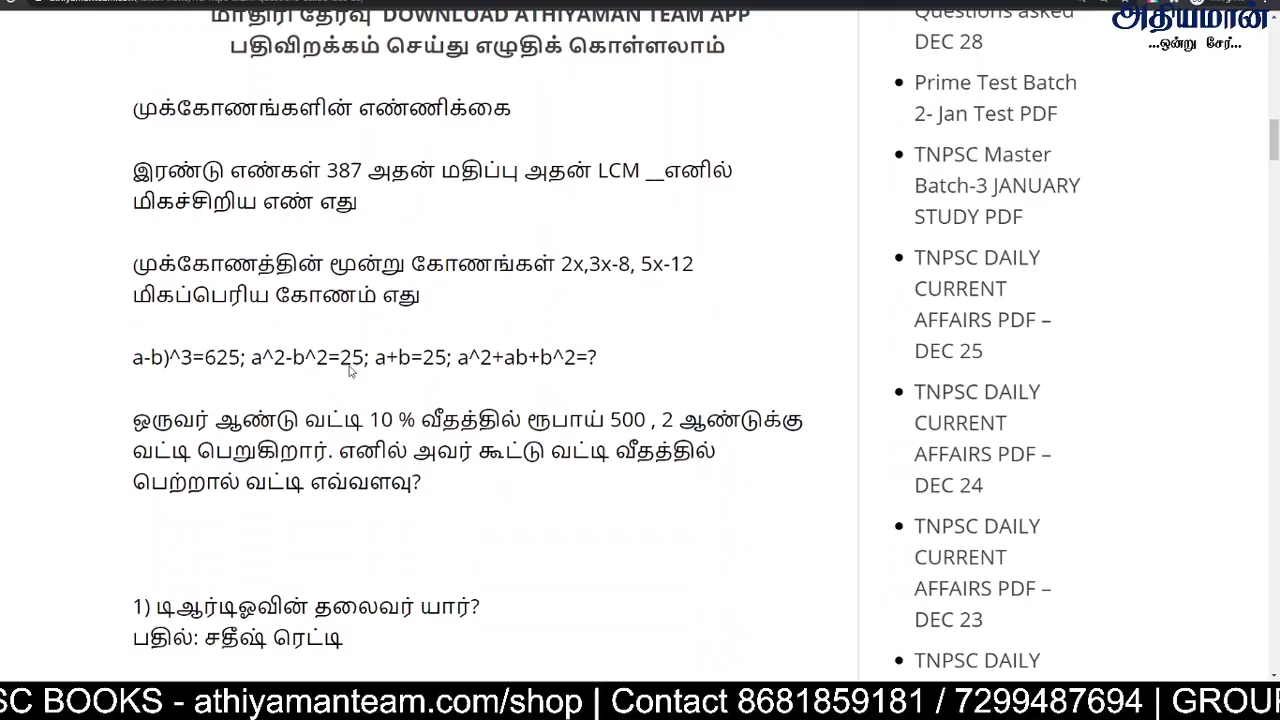 மாதிரி தேர்வு DOWNLOAD ATHIYAMAN TEAM APP
பதிவிறக்கம் செய்து எழுதிக் கொள்ளலாம்
முக்கோணங்களின் எண்ணிக்கை
இரண்டு எண்கள் 387 அதன் மதிப்பு அதன் LCM __எனில்
மிகச்சிறிய எண் எது
முக்கோணத்தின் மூன்று கோணங்கள் 2x,3x-8, 5x-12
மிகப்பெரிய கோணம் எது
a-b)^3=625; a^2-b^2=25; a+b=25; a^2+ab+b^2=?
ஒருவர் ஆண்டு வட்டி 10 % வீதத்தில் ரூபாய் 500 , 2 ஆண்டுக்கு
வட்டி பெறுகிறார். எனில் அவர் கூட்டு வட்டி வீதத்தில்
பெற்றால் வட்டி எவ்வளவு?
1) டிஆர்டிஓவின் தலைவர் யார்?
பதில்: சதீஷ் ரெட்டி
அதியமான்
...ஒன்று சேர்...
Questions asked
DEC 28
Prime Test Batch
2- Jan Test PDF
TNPSC Master
Batch-3 JANUARY
STUDY PDF
TNPSC DAILY
CURRENT
AFFAIRS PDF –
DEC 25
TNPSC DAILY
CURRENT
AFFAIRS PDF –
DEC 24
TNPSC DAILY
CURRENT
AFFAIRS PDF –
DEC 23
TNPSC DAILY
SC BOOKS - athiyamanteam.com/shop | Contact 8681859181 / 7299487694 | GROU